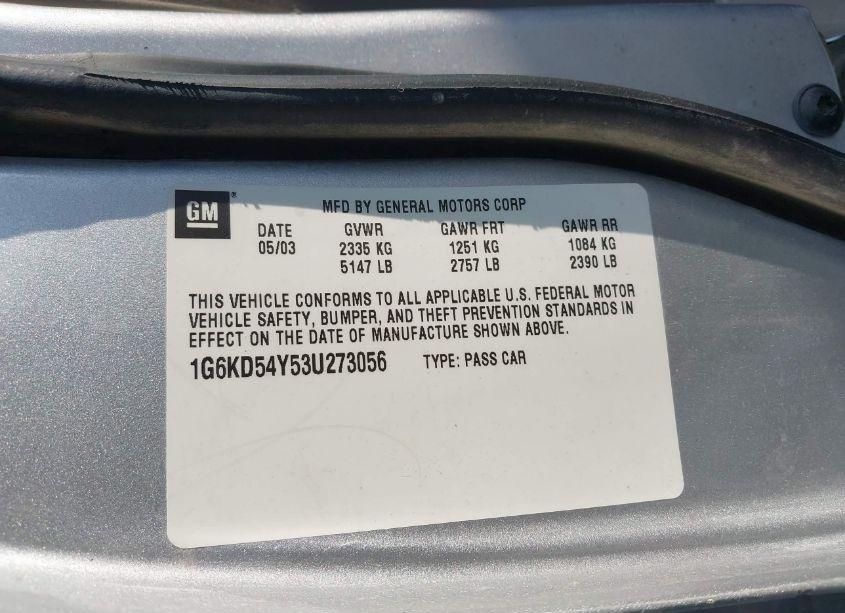 GM®
MFD BY GENERAL MOTORS CORP
DATE GVWR GAWR FRT GAWR RR
05/03 2335 KG 1251 KG 1084 KG
5147 LB 2757 LB 2390 LB
THIS VEHICLE CONFORMS TO ALL APPLICABLE U.S. FEDERAL MOTOR
VEHICLE SAFETY, BUMPER, AND THEFT PREVENTION STANDARDS IN
EFFECT ON THE DATE OF MANUFACTURE SHOWN ABOVE.
1G6KD54Y53U273056 TYPE: PASS CAR